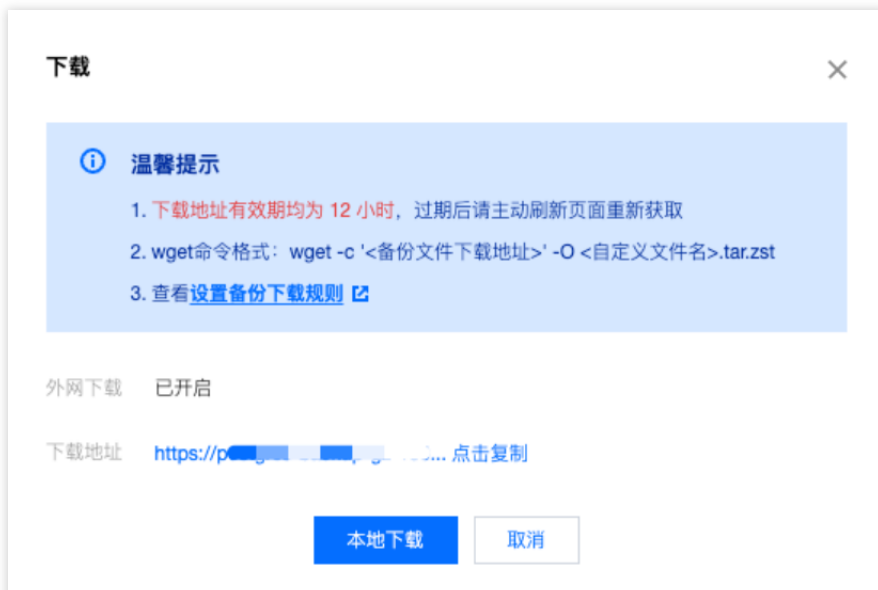 下载
温馨提示
1. 下载地址有效期均为 12 小时，过期后请主动刷新页面重新获取
2. wget命令格式：wget -c '<备份文件下载地址>' -O <自定义文件名>.tar.zst
3. 查看设置备份下载规则
外网下载 已开启
下载地址 https://p... 点击复制
本地下载 取消